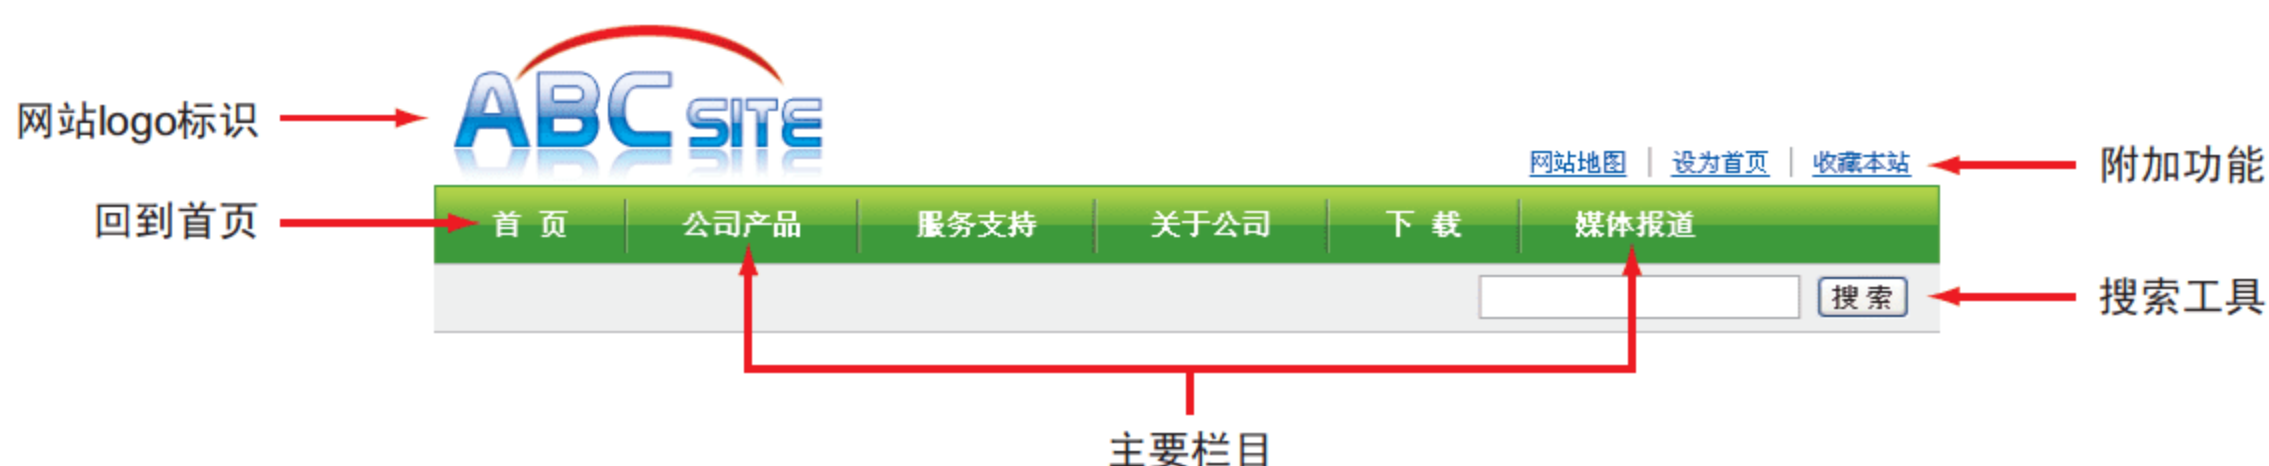 网站logo标识
ABC SITE
网站地图 | 设为首页 | 收藏本站
附加功能
回到首页
首 页 公司产品 服务支持 关于公司 下 载 媒体报道
搜 索
搜索工具
主要栏目